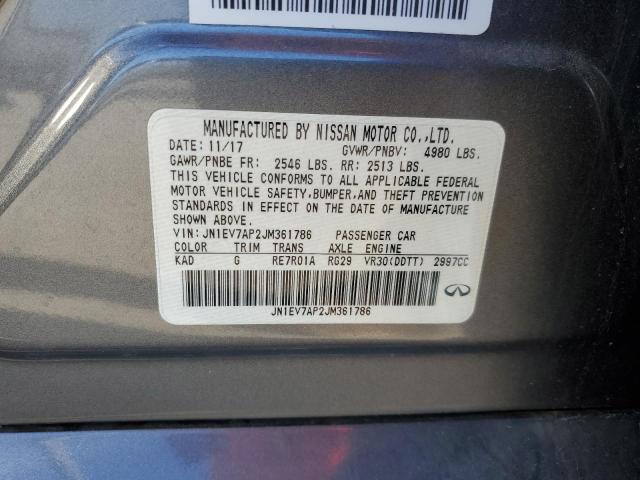 MANUFACTURED BY NISSAN MOTOR CO.,LTD.
DATE: 11/17 GVWR/PNBV: 4980 LBS.
GAWR/PNBE FR: 2546 LBS. RR: 2513 LBS.
THIS VEHICLE CONFORMS TO ALL APPLICABLE FEDERAL
MOTOR VEHICLE SAFETY,BUMPER,AND THEFT PREVENTION
STANDARDS IN EFFECT ON THE DATE OF MANUFACTURE
SHOWN ABOVE.
VIN:JN1EV7AP2JM361786 PASSENGER CAR
COLOR TRIM TRANS AXLE ENGINE
KAD G RE7R01A RG29 VR30(DDTT) 2997CC
JN1EV7AP2JM361786